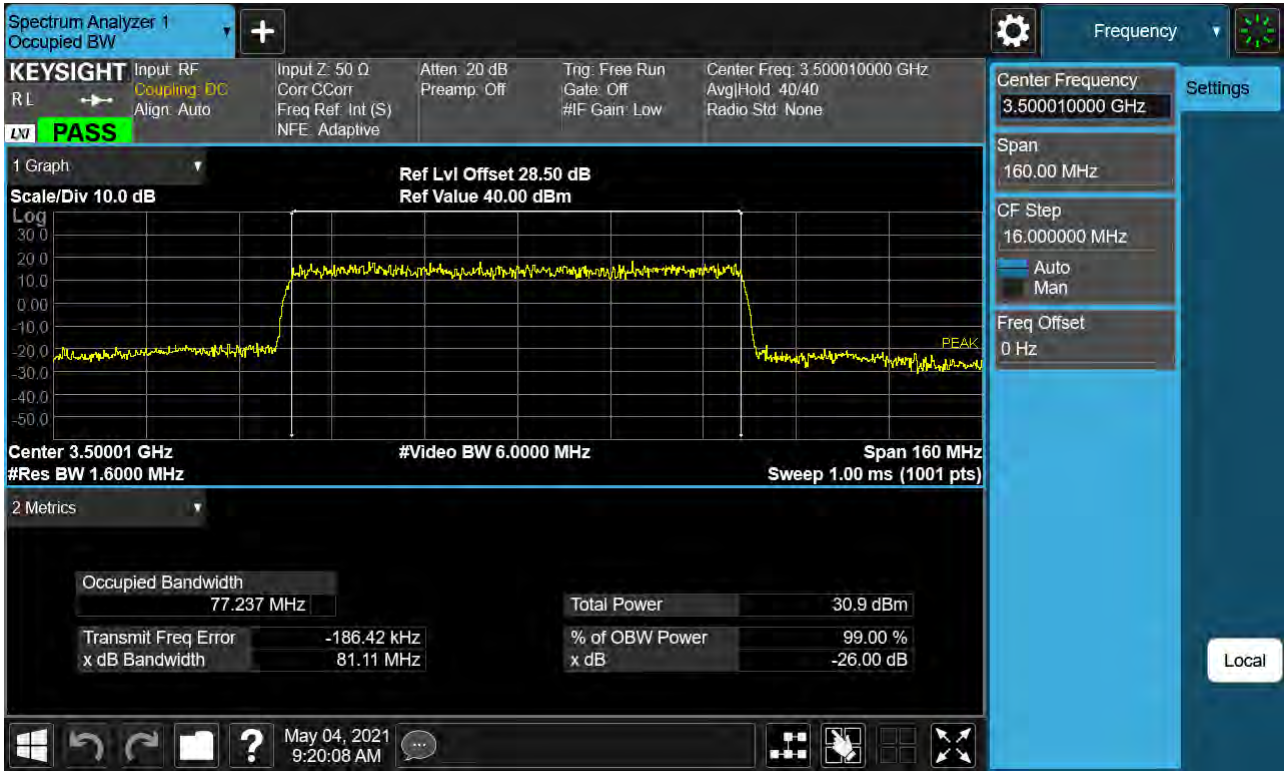 Spectrum Analyzer 1
Occupied BW
+
Frequency
KEYSIGHT
RL
LXI
PASS
Input: RF
Coupling: DC
Align: Auto
Input Z: 50 Ω
Corr CCorr
Freq Ref: Int (S)
NFE: Adaptive
Atten: 20 dB
Preamp: Off
Trig: Free Run
Gate: Off
#IF Gain: Low
Center Freq: 3.500010000 GHz
Avg|Hold: 40/40
Radio Std: None
Center Frequency
3.500010000 GHz
Settings
Span
160.00 MHz
CF Step
16.000000 MHz
Auto
Man
Freq Offset
0 Hz
Local
1 Graph
Scale/Div 10.0 dB
Ref Lvl Offset 28.50 dB
Ref Value 40.00 dBm
Log
30.0
20.0
10.0
0.00
-10.0
-20.0
-30.0
-40.0
-50.0
PEAK
Center 3.50001 GHz
#Video BW 6.0000 MHz
Span 160 MHz
#Res BW 1.6000 MHz
Sweep 1.00 ms (1001 pts)
2 Metrics
Occupied Bandwidth
77.237 MHz
Total Power 30.9 dBm
Transmit Freq Error -186.42 kHz
% of OBW Power 99.00 %
x dB Bandwidth 81.11 MHz
x dB -26.00 dB
?
May 04, 2021
9:20:08 AM